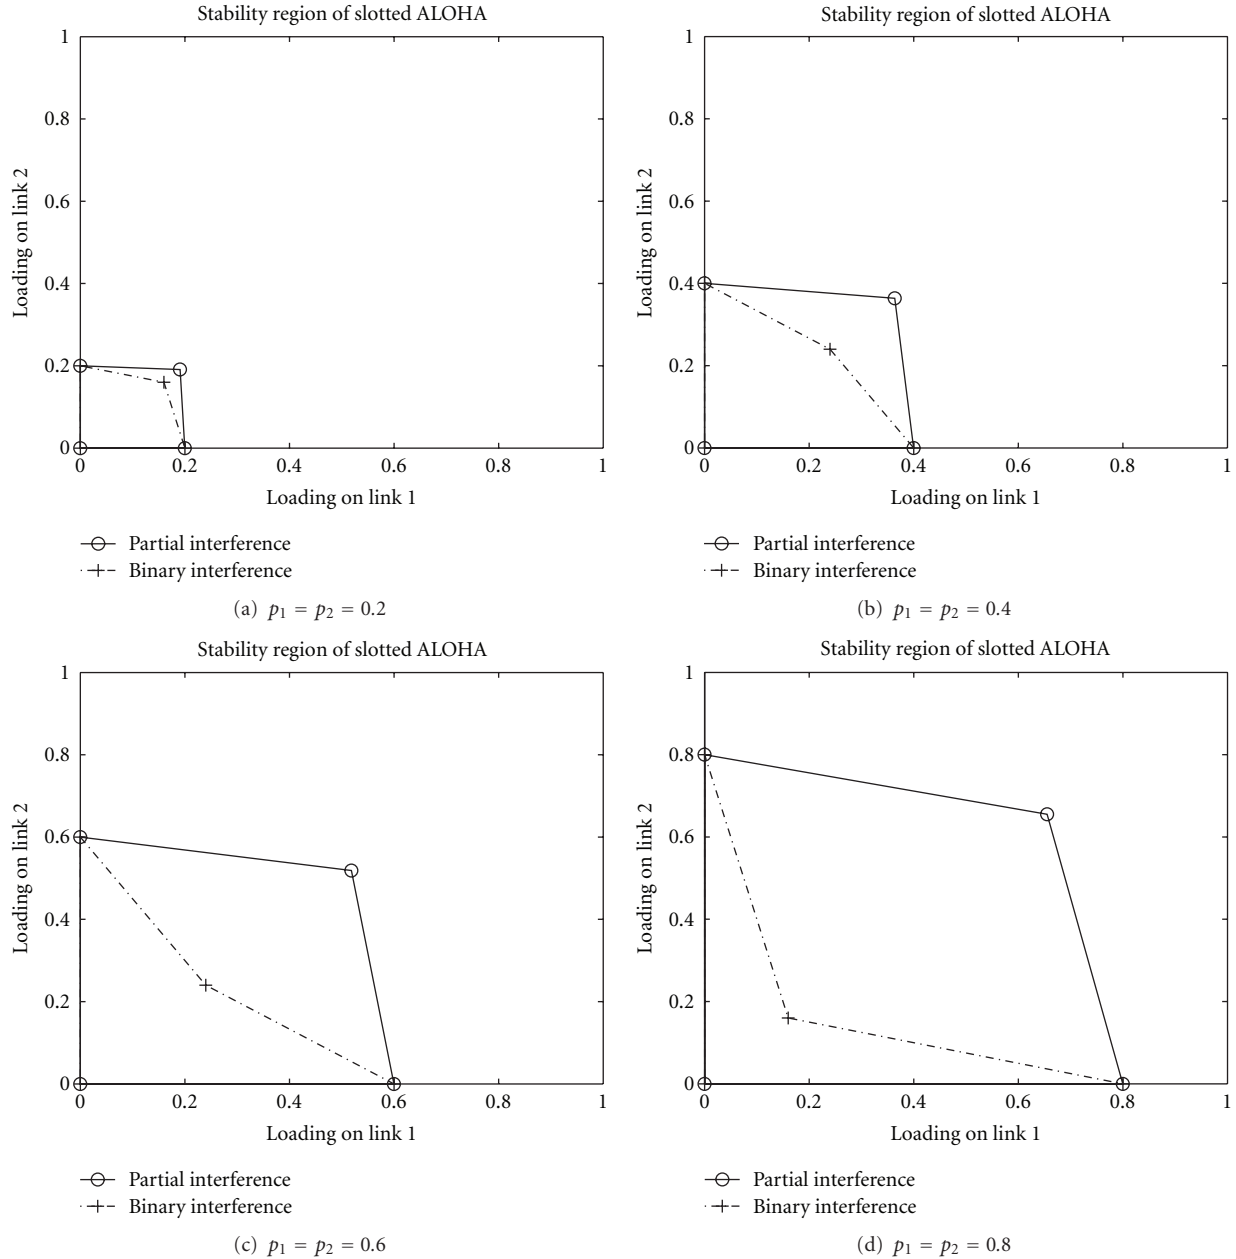 Stability region of slotted ALOHA
1
0.8
0.6
0.4
0.2
0
0 0.2 0.4 0.6 0.8 1
Loading on link 2
Loading on link 1
Partial interference
Binary interference
(a) p₁ = p₂ = 0.2
Stability region of slotted ALOHA
1
0.8
0.6
0.4
0.2
0
0 0.2 0.4 0.6 0.8 1
Loading on link 2
Loading on link 1
Partial interference
Binary interference
(b) p₁ = p₂ = 0.4
Stability region of slotted ALOHA
1
0.8
0.6
0.4
0.2
0
0 0.2 0.4 0.6 0.8 1
Loading on link 2
Loading on link 1
Partial interference
Binary interference
(c) p₁ = p₂ = 0.6
Stability region of slotted ALOHA
1
0.8
0.6
0.4
0.2
0
0 0.2 0.4 0.6 0.8 1
Loading on link 2
Loading on link 1
Partial interference
Binary interference
(d) p₁ = p₂ = 0.8